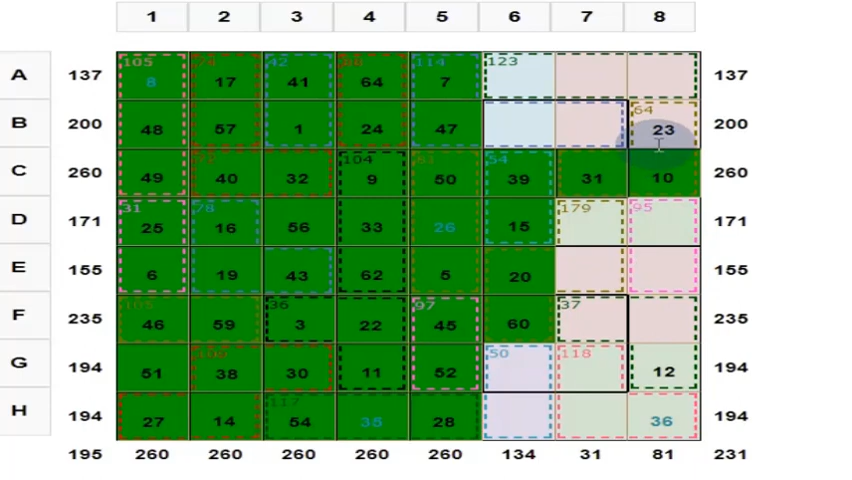 1 2 3 4 5 6 7 8
105 42 114 123
A 137 8 17 41 64 7 137
64
B 200 48 57 1 24 47 23 200
104 81 54
C 260 49 40 32 9 50 39 31 10 260
31 78 179 95
D 171 25 16 56 33 26 15 171
E 155 6 19 43 62 5 20 155
105 36 97 37
F 235 46 59 3 22 45 60 235
100 50 118
G 194 51 38 30 11 52 12 194
117
H 194 27 14 54 35 28 36 194
195 260 260 260 260 260 134 31 81 231